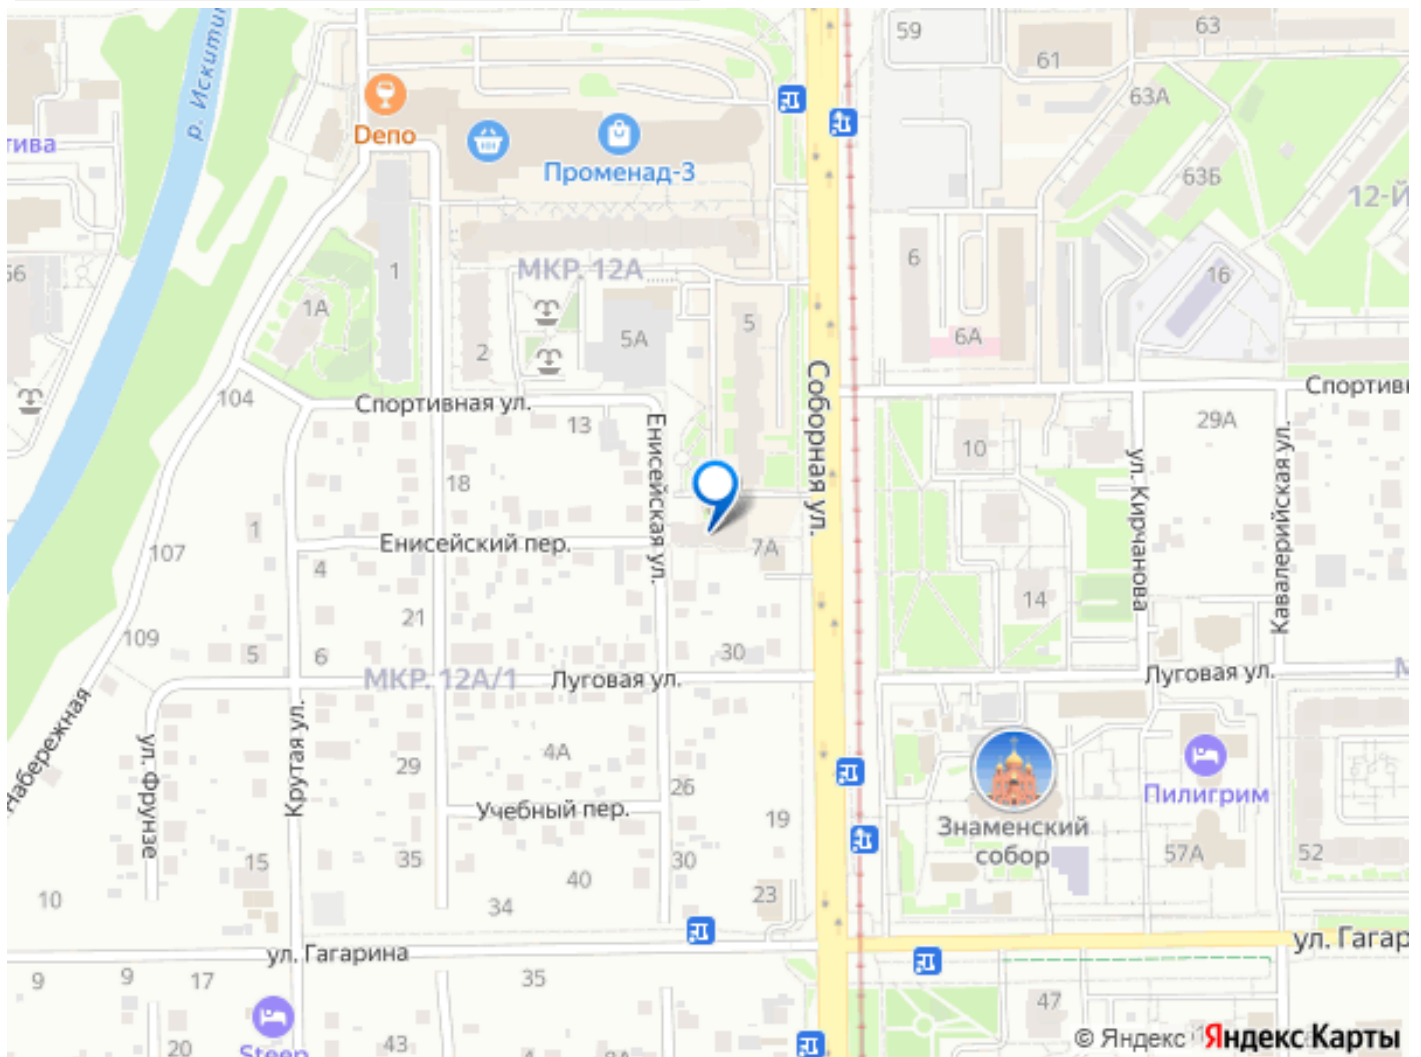 р. Искитим
59
63
61
63А
Депо
тива
Променад-3
63Б
12-Й
МКР. 12А
6
16
66
1
1А
5
5А
6А
2
104
Спортивная ул.
Соборная ул.
Спортивн
13
29А
Енисейская ул.
10
ул. Кирчанова
Кавалерийская ул.
18
1
107
Енисейский пер.
7А
4
14
21
109
5
6
30
МКР. 12А/1
Луговая ул.
Луговая ул.
М
Набережная
Крутая ул.
ул. Фрунзе
4А
29
26
Пилигрим
Учебный пер.
19
Знаменский
собор
57А
52
15
35
30
40
23
10
34
ул. Гагарина
ул. Гагар
9
9
17
35
47
20
43
Steep
© Яндекс
Яндекс Карты